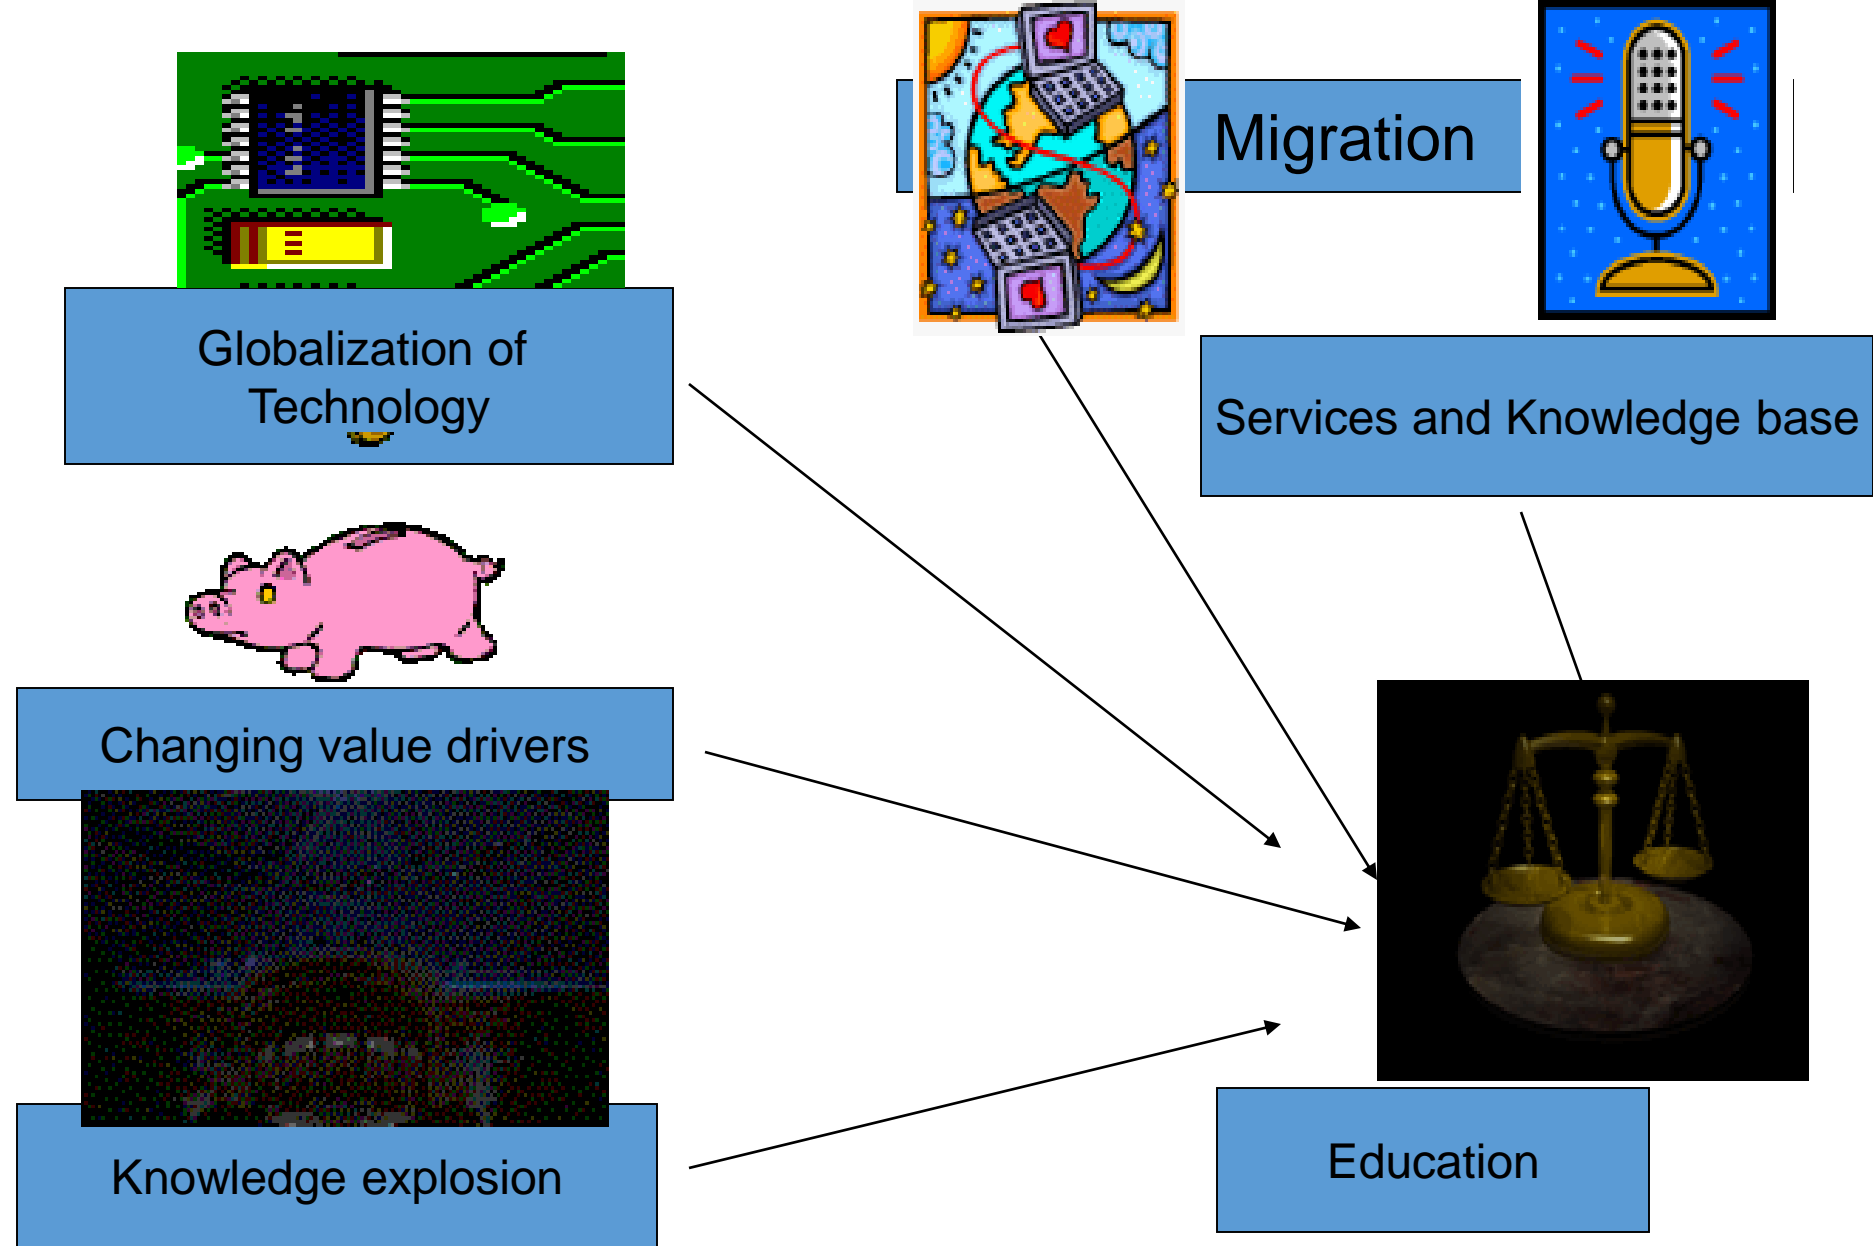 Migration
Globalization of
Technology
Services and Knowledge base
Changing value drivers
Knowledge explosion
Education